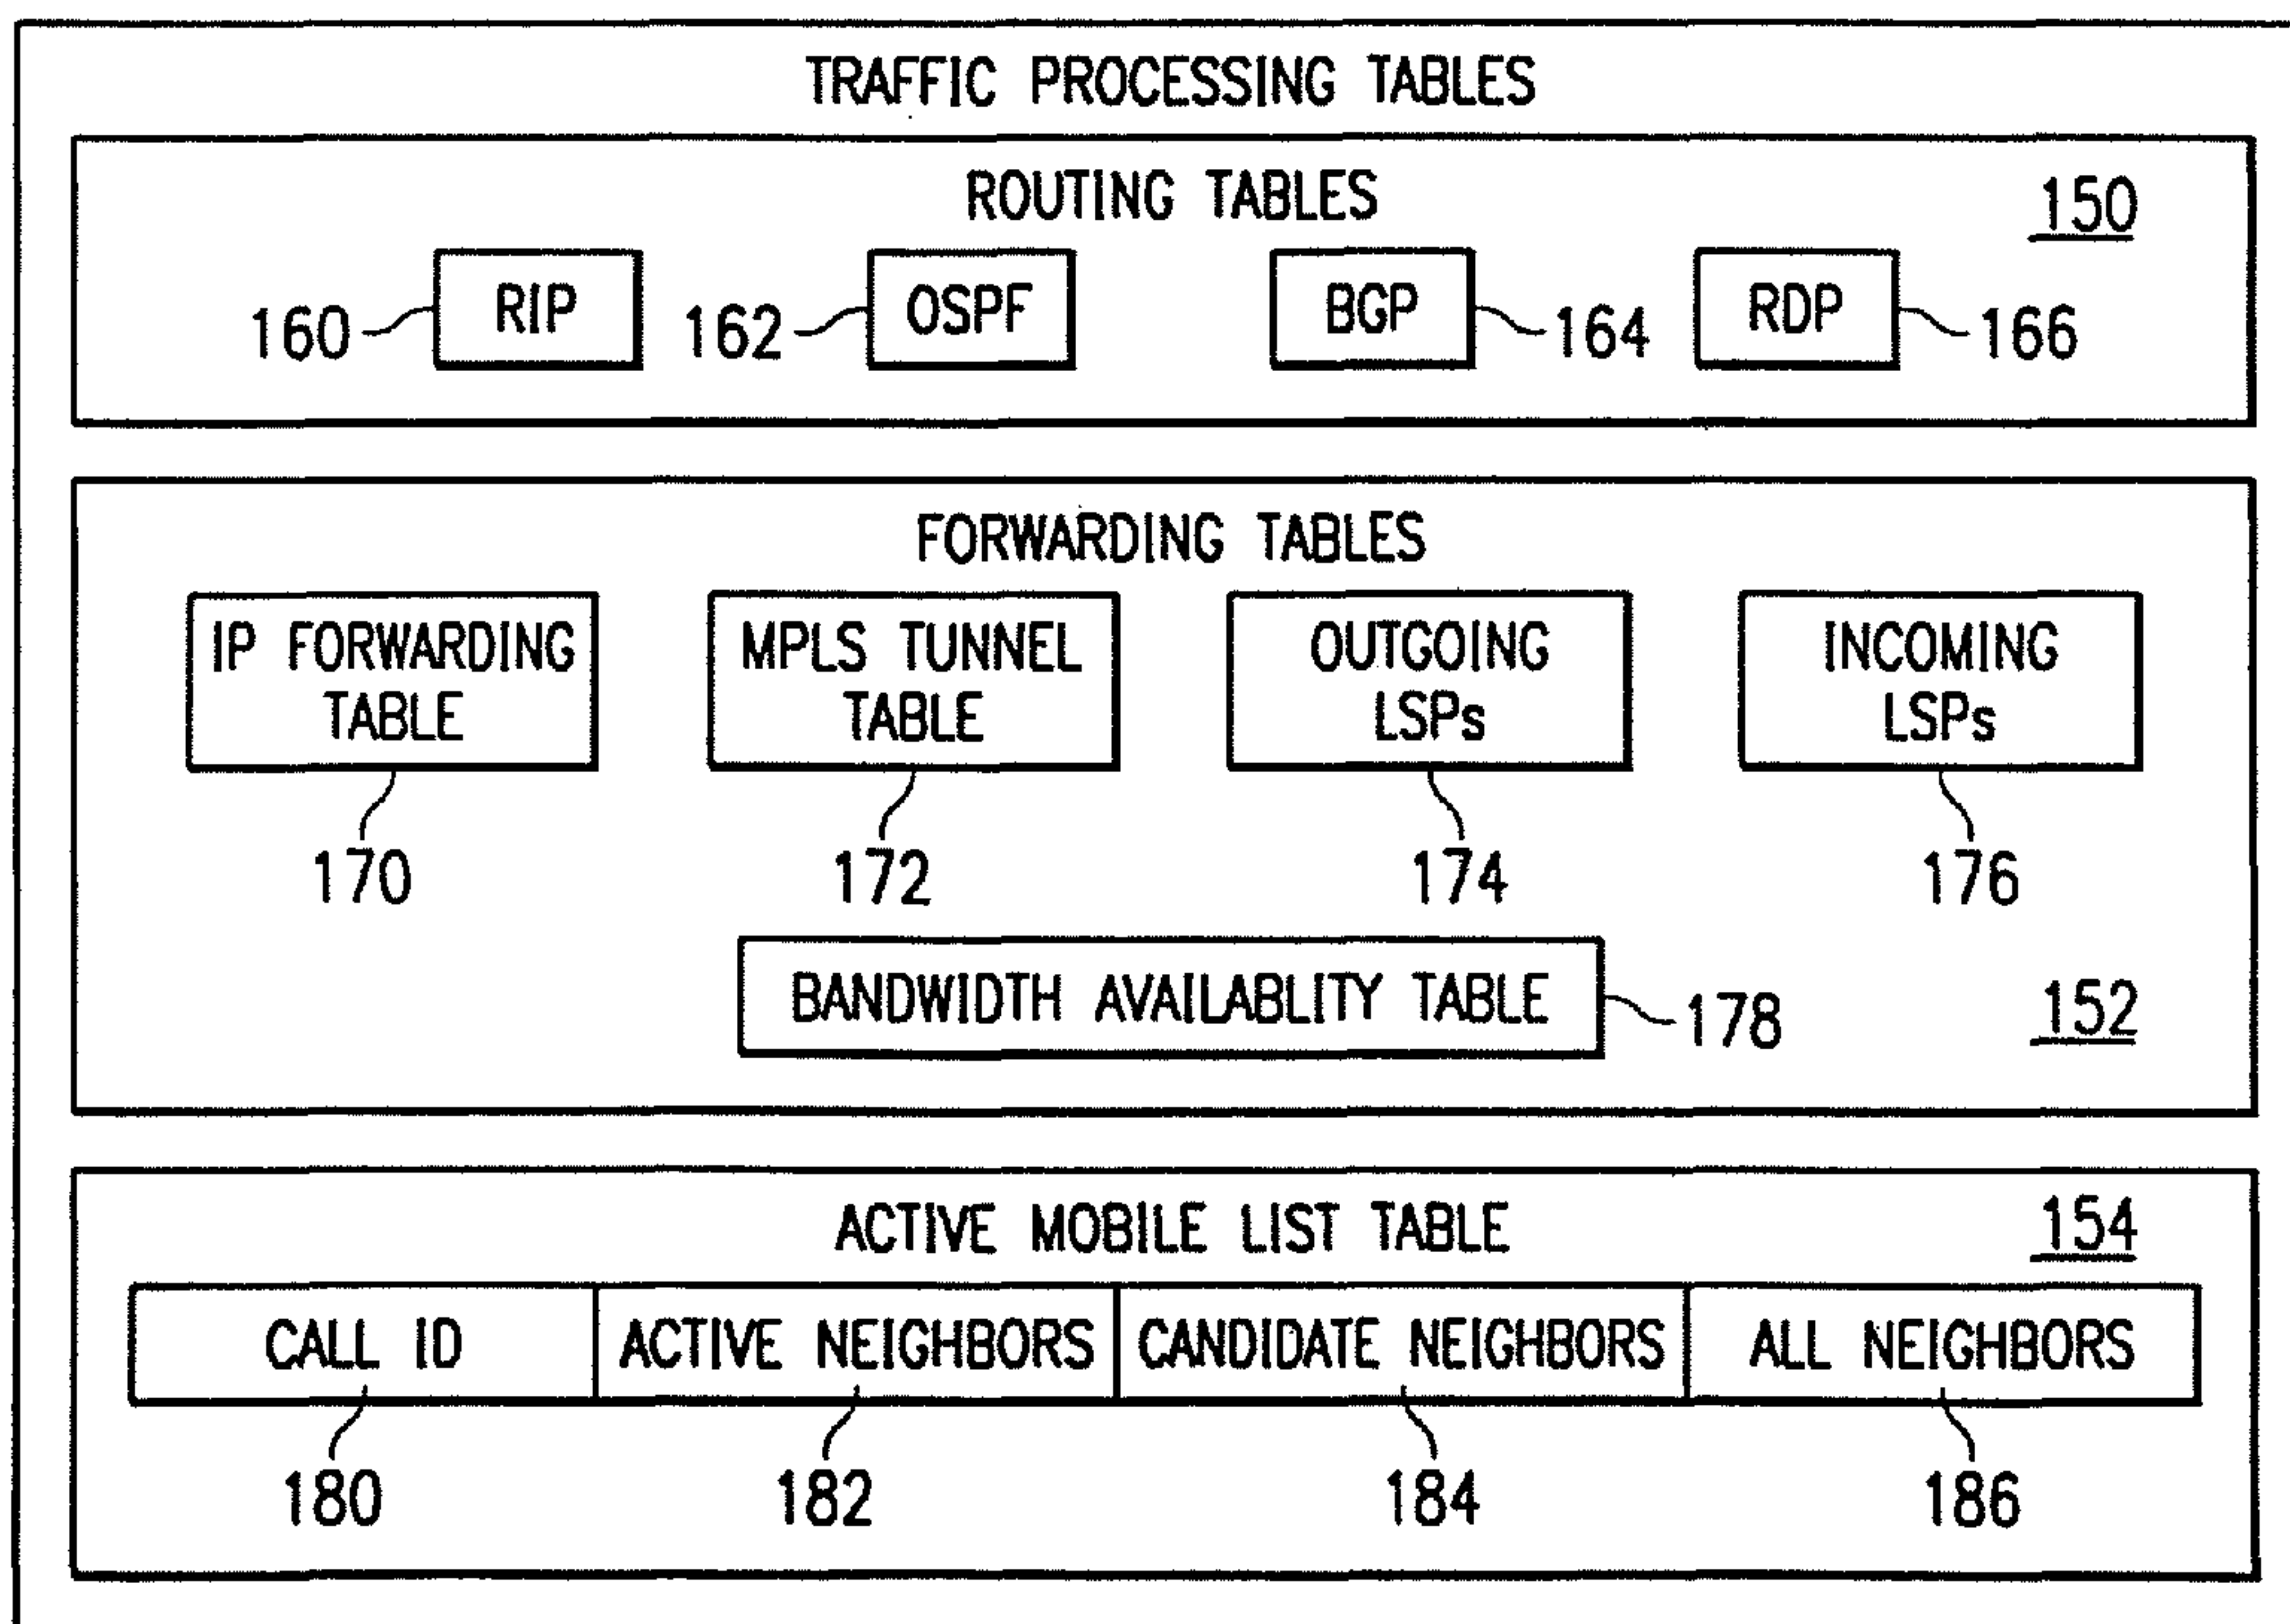 TRAFFIC PROCESSING TABLES
ROUTING TABLES
150
160 RIP 162 OSPF BGP 164 RDP 166
FORWARDING TABLES
IP FORWARDING TABLE
MPLS TUNNEL TABLE
OUTGOING LSPs
INCOMING LSPs
170 172 174 176
BANDWIDTH AVAILABLITY TABLE 178
152
ACTIVE MOBILE LIST TABLE
154
CALL ID ACTIVE NEIGHBORS CANDIDATE NEIGHBORS ALL NEIGHBORS
180 182 184 186